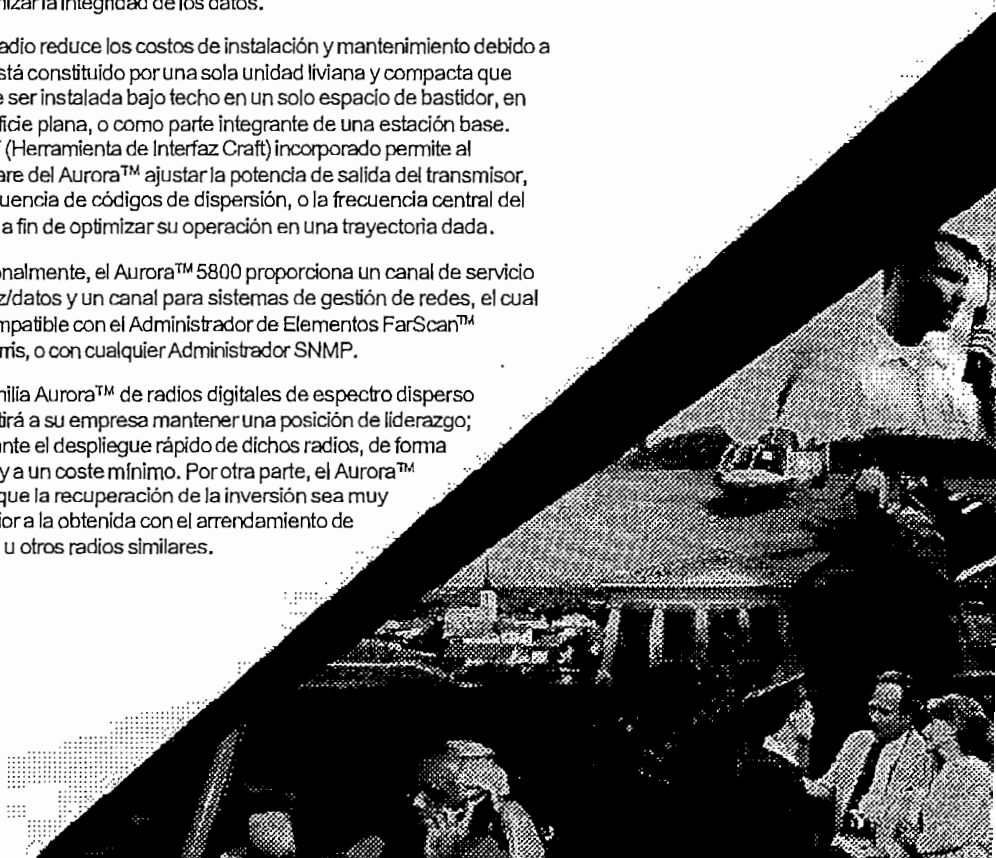 nizar la integridad de los datos.
adio reduce los costos de instalación y mantenimiento debido a
stá constituido por una sola unidad liviana y compacta que
e ser instalada bajo techo en un solo espacio de bastidor, en
ficie plana, o como parte integrante de una estación base.
(Herramienta de Interfaz Craft) incorporado permite al
are del Aurora™ ajustar la potencia de salida del transmisor,
uencia de códigos de dispersión, o la frecuencia central del
a fin de optimizar su operación en una trayectoria dada.
onalmente, el Aurora™ 5800 proporciona un canal de servicio
z/datos y un canal para sistemas de gestión de redes, el cual
mpatible con el Administrador de Elementos FarScan™
rris, o con cualquier Administrador SNMP.
nilia Aurora™ de radios digitales de espectro disperso
tirá a su empresa mantener una posición de liderazgo;
ante el despliegue rápido de dichos radios, de forma
y a un coste mínimo. Por otra parte, el Aurora™
que la recuperación de la inversión sea muy
ior a la obtenida con el arrendamiento de
u otros radios similares.